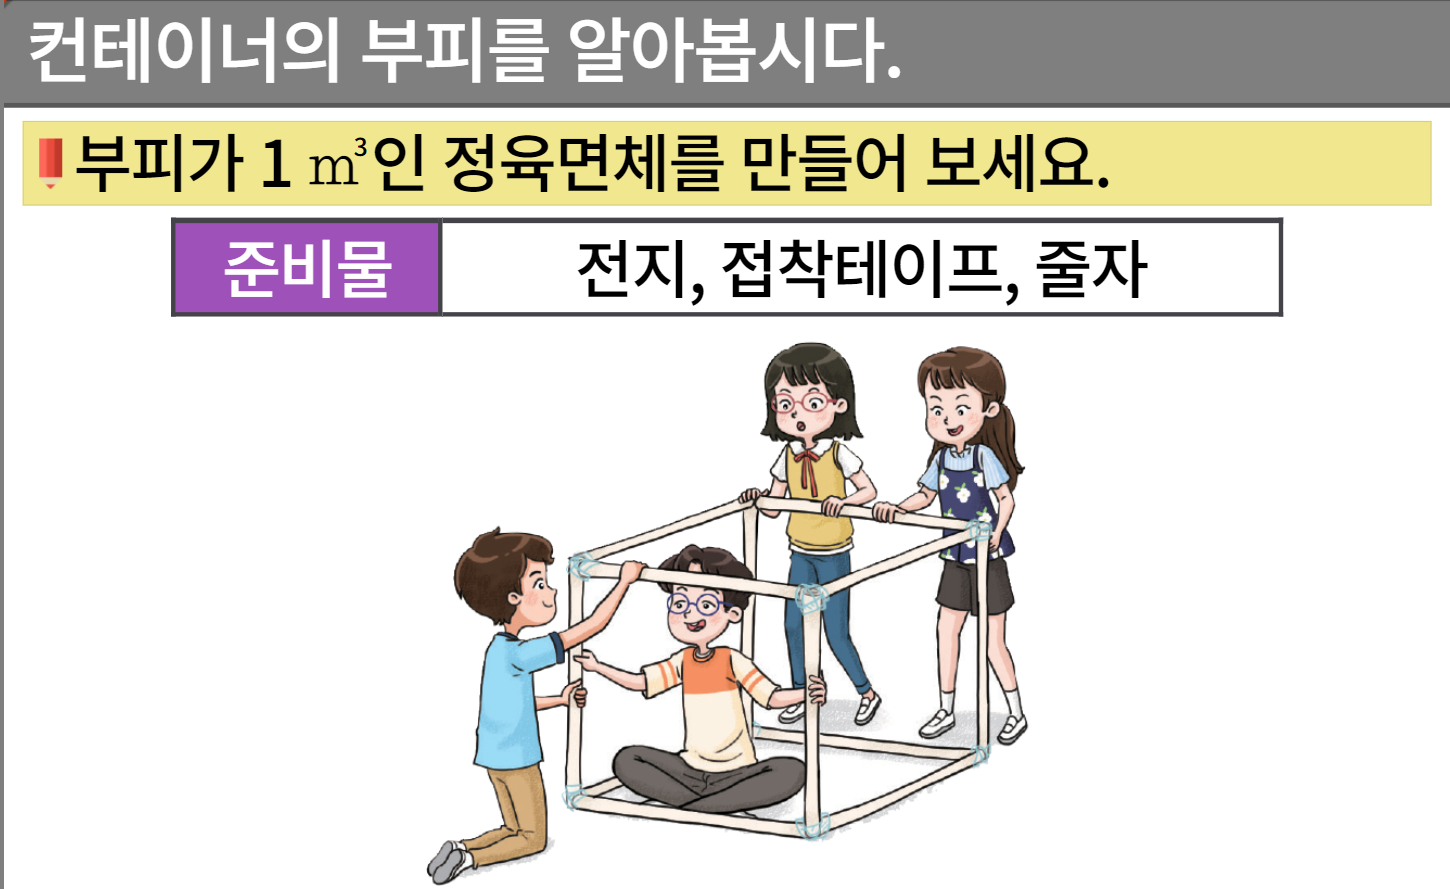 컨테이너의 부피를 알아봅시다.
부피가 1 m³인 정육면체를 만들어 보세요.
준비물 전지, 접착테이프, 줄자